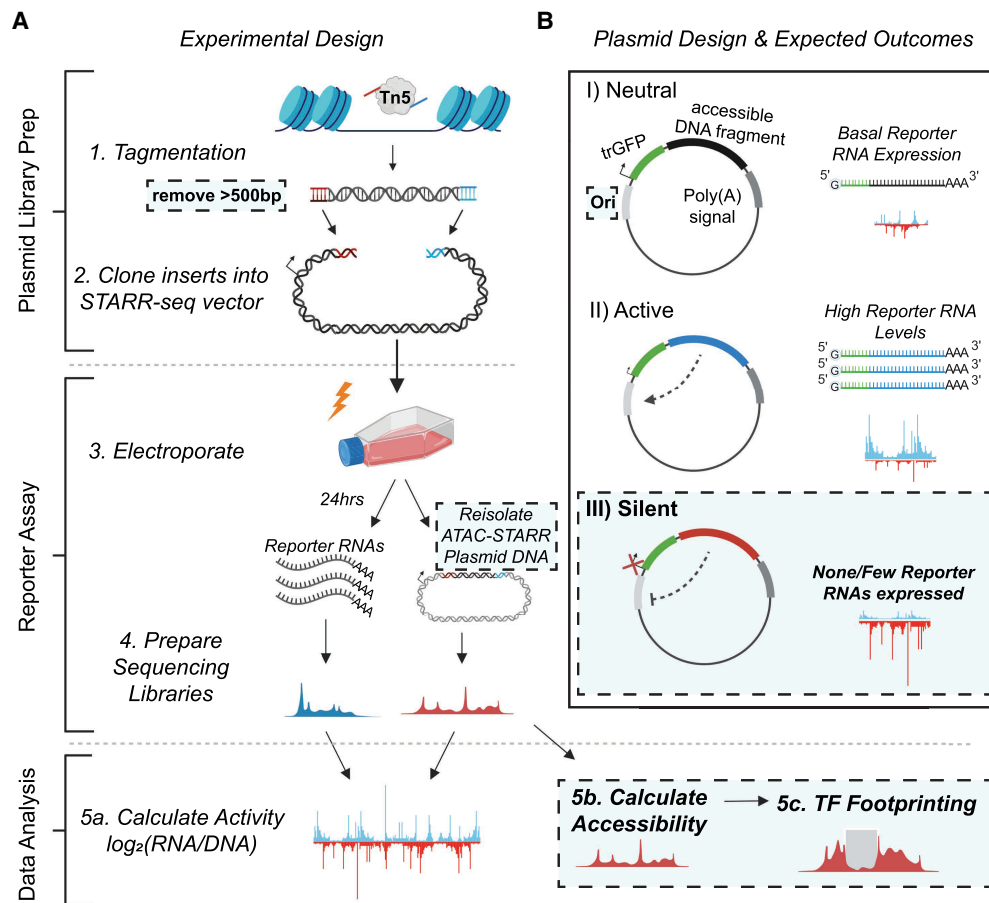 A
Experimental Design
Plasmid Library Prep
Tn5
1. Tagmentation
remove >500bp
2. Clone inserts into
STARR-seq vector
Reporter Assay
3. Electroporate
24hrs
Reporter RNAs
AAA
AAA
AAA
Reisolate
ATAC-STARR
Plasmid DNA
4. Prepare
Sequencing
Libraries
Data Analysis
5a. Calculate Activity
log₂(RNA/DNA)
5b. Calculate
Accessibility
5c. TF Footprinting
B
Plasmid Design & Expected Outcomes
I) Neutral
trGFP
accessible
DNA fragment
Ori
Poly(A)
signal
Basal Reporter
RNA Expression
5' G AAA 3'
II) Active
High Reporter RNA
Levels
5' G AAA 3'
5' G AAA 3'
5' G AAA 3'
III) Silent
None/Few Reporter
RNAs expressed